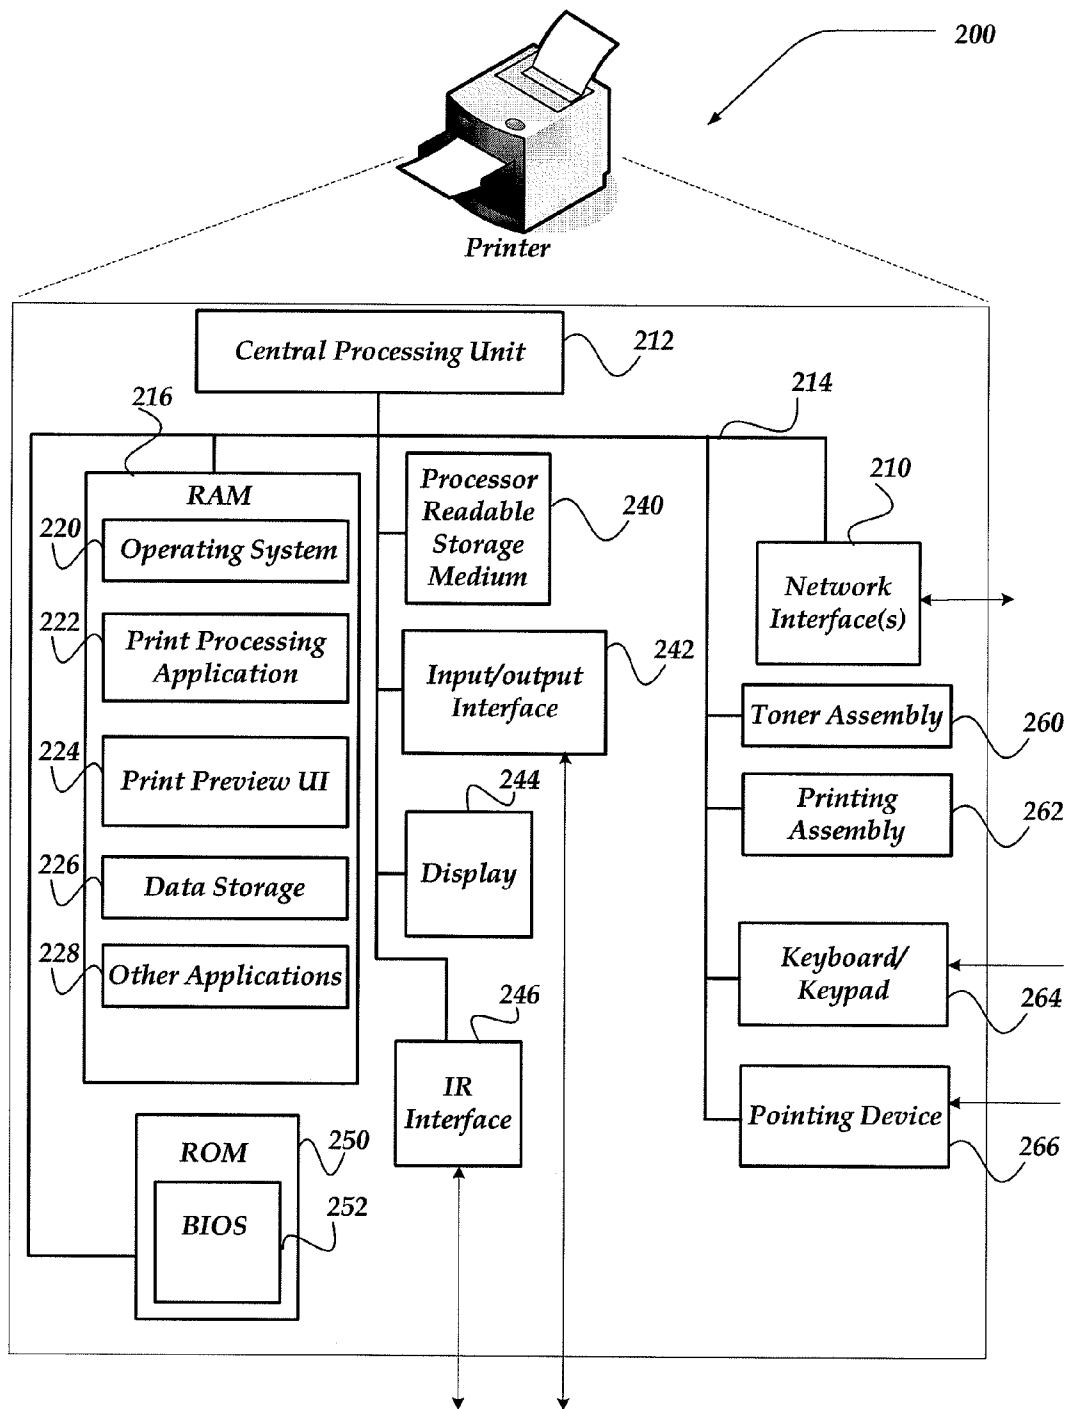 200
Printer
Central Processing Unit
212
214
216
RAM
220
Operating System
222
Print Processing
Application
224
Print Preview UI
226
Data Storage
228
Other Applications
Processor
Readable
Storage
Medium
240
Input/output
Interface
242
244
Display
246
IR
Interface
210
Network
Interface(s)
Toner Assembly
260
Printing
Assembly
262
Keyboard/
Keypad
264
Pointing Device
266
ROM
250
BIOS
252